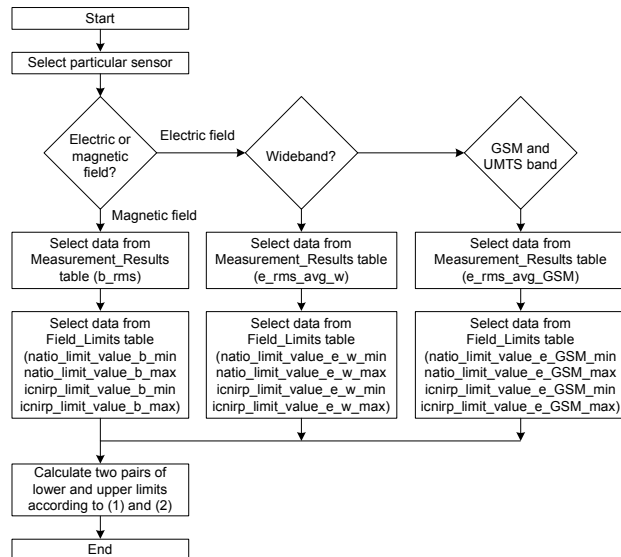 Start
Select particular sensor
Electric or
magnetic
field?
Electric field
Wideband?
GSM and
UMTS band
Magnetic field
Select data from
Measurement_Results
table (b_rms)
Select data from
Measurement_Results table
(e_rms_avg_w)
Select data from
Measurement_Results table
(e_rms_avg_GSM)
Select data from
Field_Limits table
(natio_limit_value_b_min
natio_limit_value_b_max
icnirp_limit_value_b_min
icnirp_limit_value_b_max)
Select data from
Field_Limits table
(natio_limit_value_e_w_min
natio_limit_value_e_w_max
icnirp_limit_value_e_w_min
icnirp_limit_value_e_w_max)
Select data from
Field_Limits table
(natio_limit_value_e_GSM_min
natio_limit_value_e_GSM_max
icnirp_limit_value_e_GSM_min
icnirp_limit_value_e_GSM_max)
Calculate two pairs of
lower and upper limits
according to (1) and (2)
End